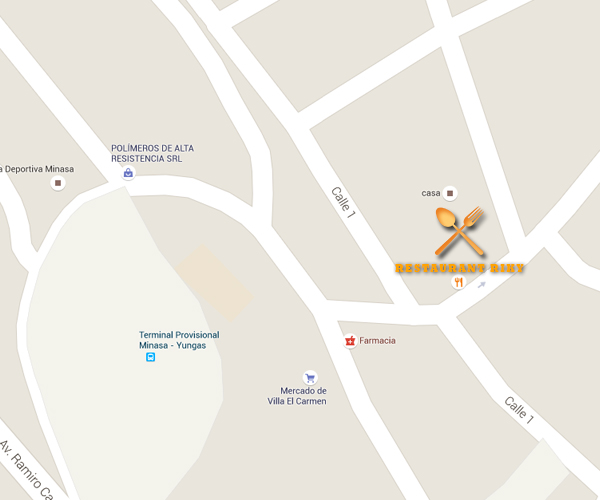 POLÍMEROS DE ALTA
RESISTENCIA SRL
a Deportiva Minasa
casa
Calle 1
RESTAURANT RIKY
Terminal Provisional
Minasa - Yungas
Farmacia
Mercado de
Villa El Carmen
Calle 1
Av. Ramiro Ca